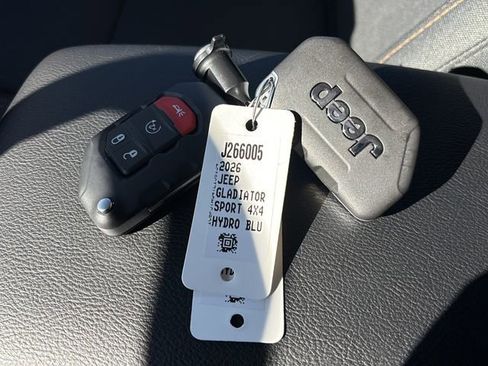 J266005
2026
JEEP
GLADIATOR
SPORT 4X4
HYDRO BLU
Jeep